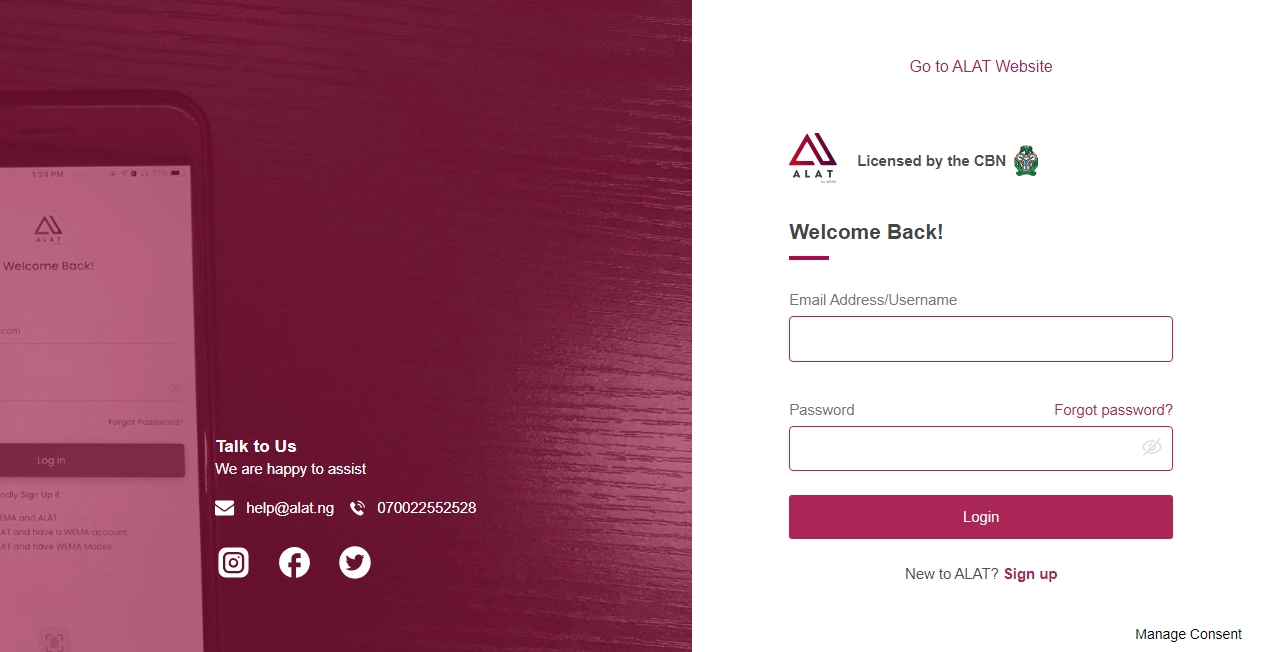 1:24 PM
71%
ALAT
Welcome Back!
.com
Forgot Password?
Log in
ndly Sign Up if,
EMA and ALAT.
AT and have a WEMA account.
AT and have WEMA Mobile.
Talk to Us
We are happy to assist
help@alat.ng 070022552528
Go to ALAT Website
ALAT
by WEMA
Licensed by the CBN
Welcome Back!
Email Address/Username
Password Forgot password?
Login
New to ALAT? Sign up
Manage Consent